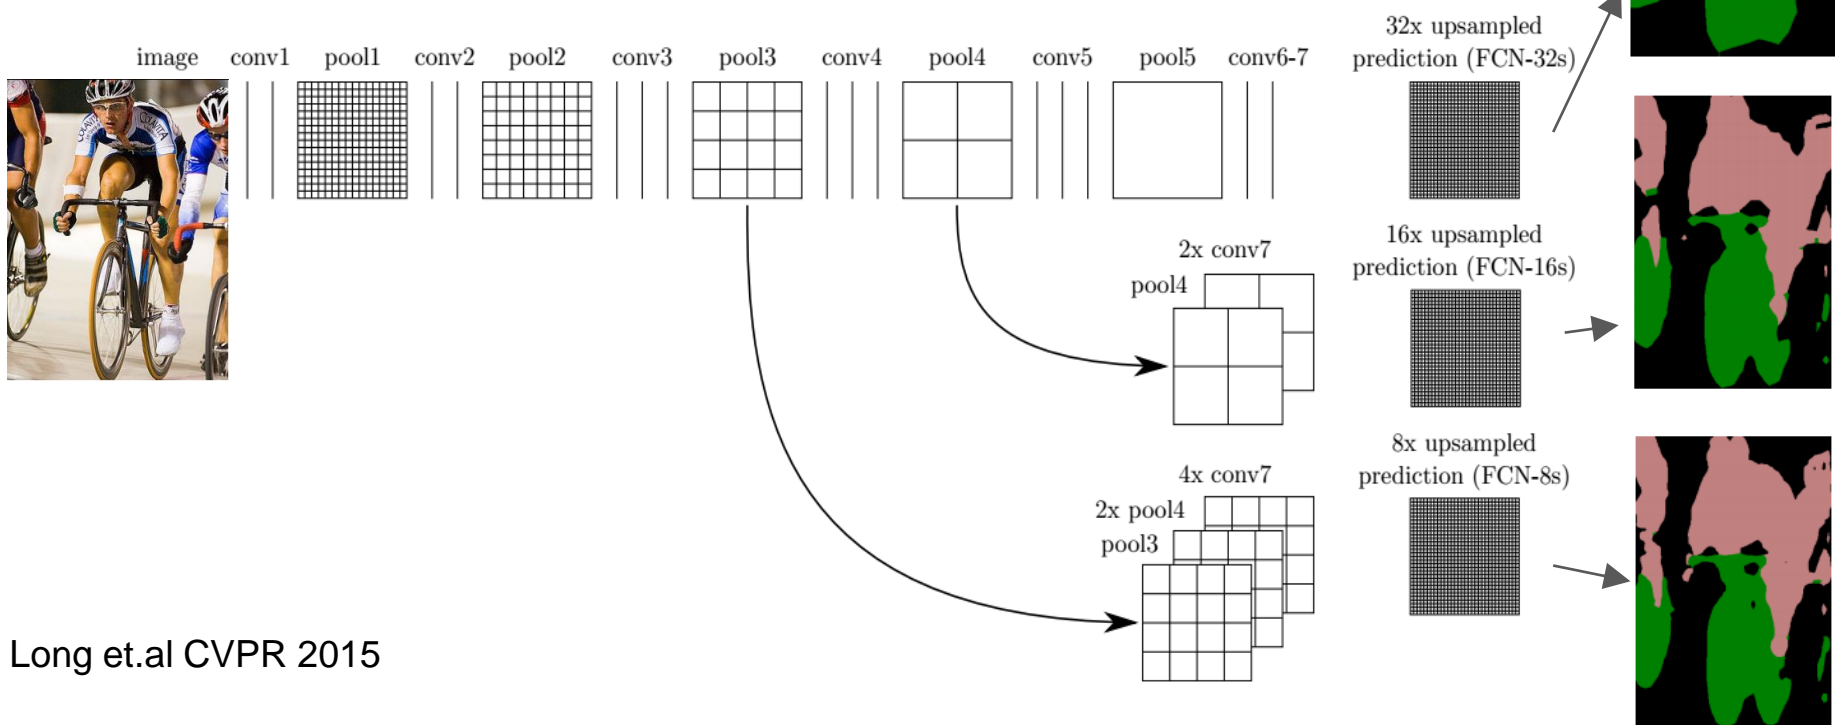 image conv1 pool1 conv2 pool2 conv3 pool3 conv4 pool4 conv5 pool5 conv6-7
32x upsampled
prediction (FCN-32s)
2x conv7
pool4
16x upsampled
prediction (FCN-16s)
4x conv7
2x pool4
pool3
8x upsampled
prediction (FCN-8s)
COLAVITA
COLAVITA
Long et.al CVPR 2015